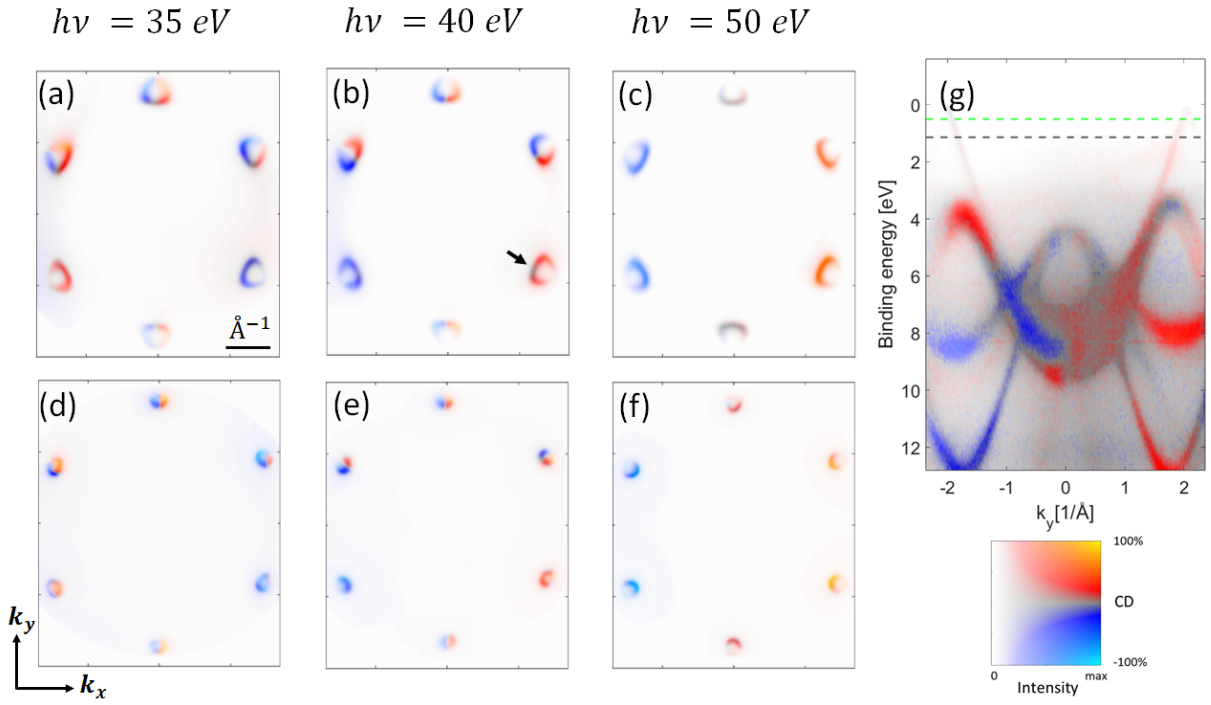 hν = 35 eV
hν = 40 eV
hν = 50 eV
(a)
(b)
(c)
(g)
Å⁻¹
(d)
(e)
(f)
k_y
k_x
0
2
4
6
8
10
12
Binding energy [eV]
-2
-1
0
1
2
k_y[1/Å]
100%
CD
-100%
0
max
Intensity